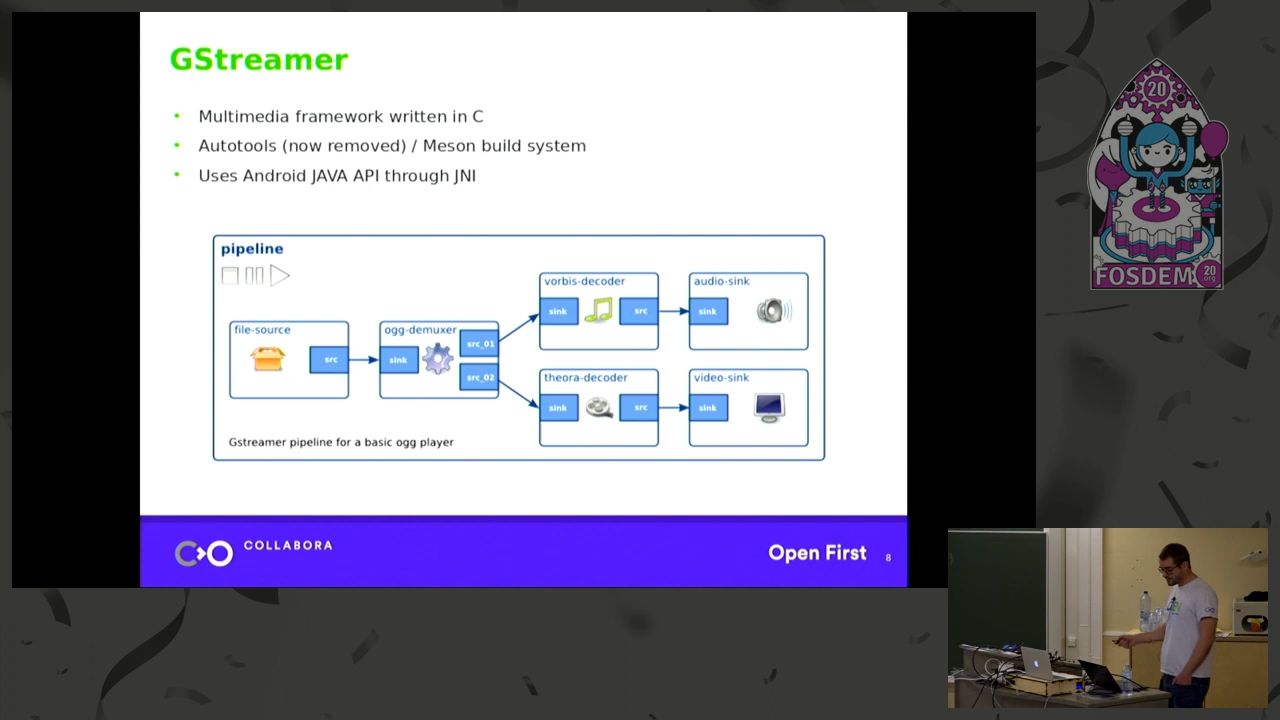 GStreamer
• Multimedia framework written in C
• Autotools (now removed) / Meson build system
• Uses Android JAVA API through JNI
pipeline
file-source
src
ogg-demuxer
sink
src_01
src_02
vorbis-decoder
sink
src
audio-sink
sink
theora-decoder
sink
src
video-sink
sink
Gstreamer pipeline for a basic ogg player
COLLABORA
Open First
8
20
FOSDEM
20
.org